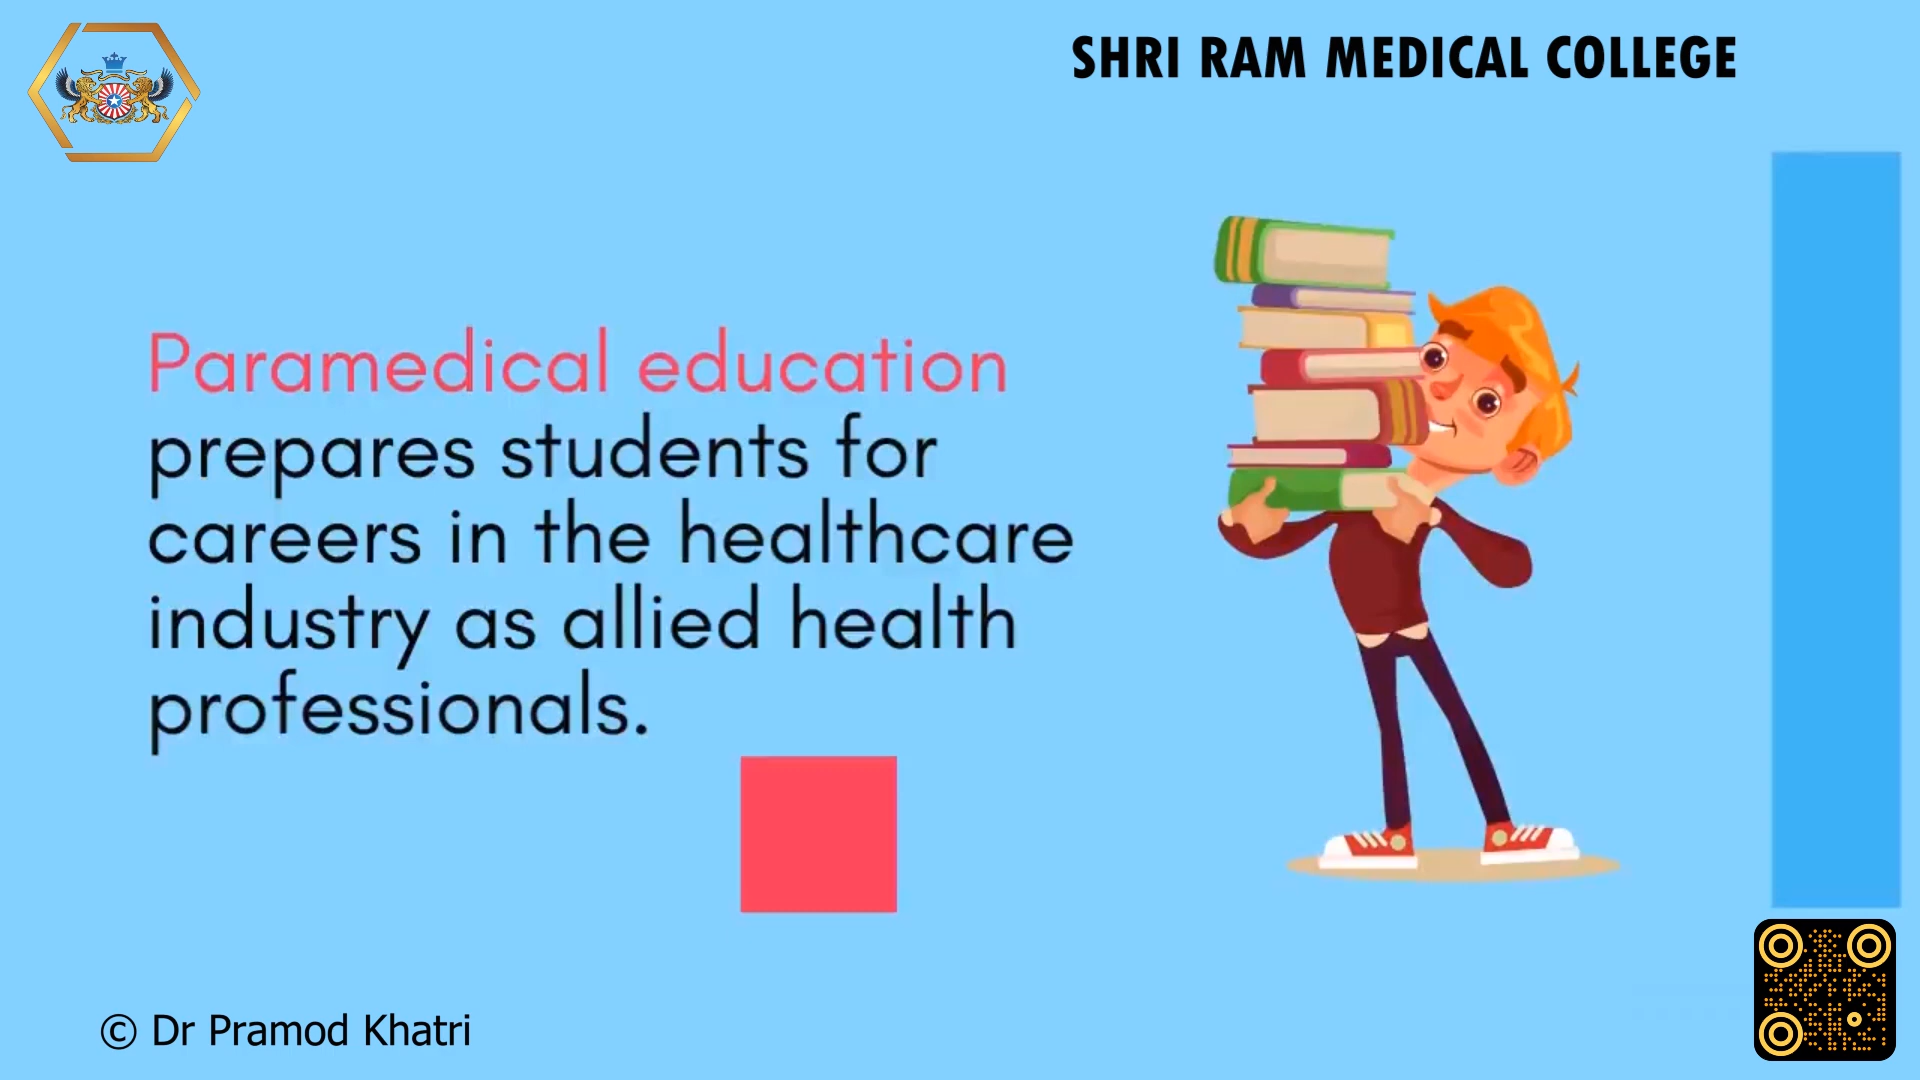 SHRI RAM MEDICAL COLLEGE
Paramedical education
prepares students for
careers in the healthcare
industry as allied health
professionals.
© Dr Pramod Khatri